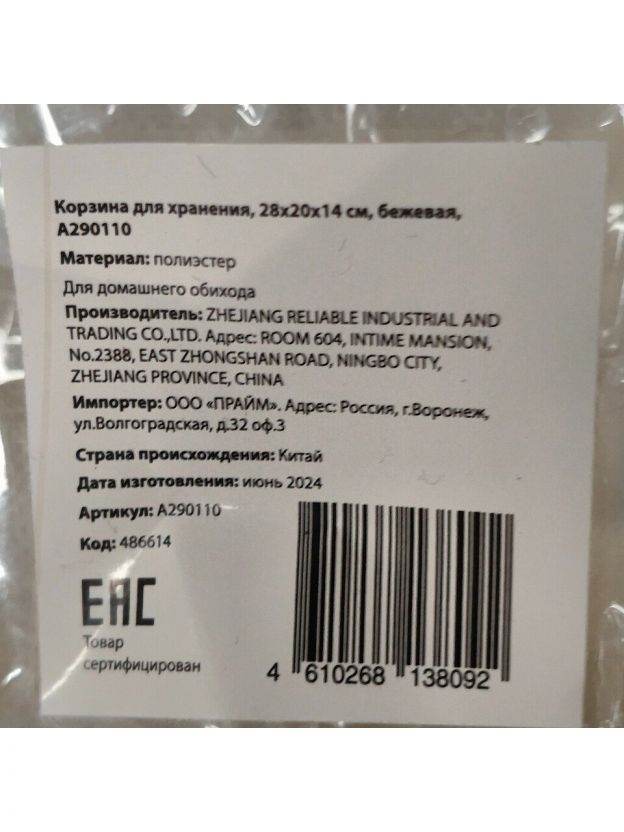 Корзина для хранения, 28х20х14 см, бежевая,
А290110
Материал: полиэстер
Для домашнего обихода
Производитель: ZHEJIANG RELIABLE INDUSTRIAL AND
TRADING CO.,LTD. Адрес: ROOM 604, INTIME MANSION,
No.2388, EAST ZHONGSHAN ROAD, NINGBO CITY,
ZHEJIANG PROVINCE, CHINA
Импортер: ООО «ПРАЙМ». Адрес: Россия, г.Воронеж,
ул.Волгоградская, д.32 оф.3
Страна происхождения: Китай
Дата изготовления: июнь 2024
Артикул: А290110
Код: 486614
ЕАС
Товар
сертифицирован
4 610268 138092